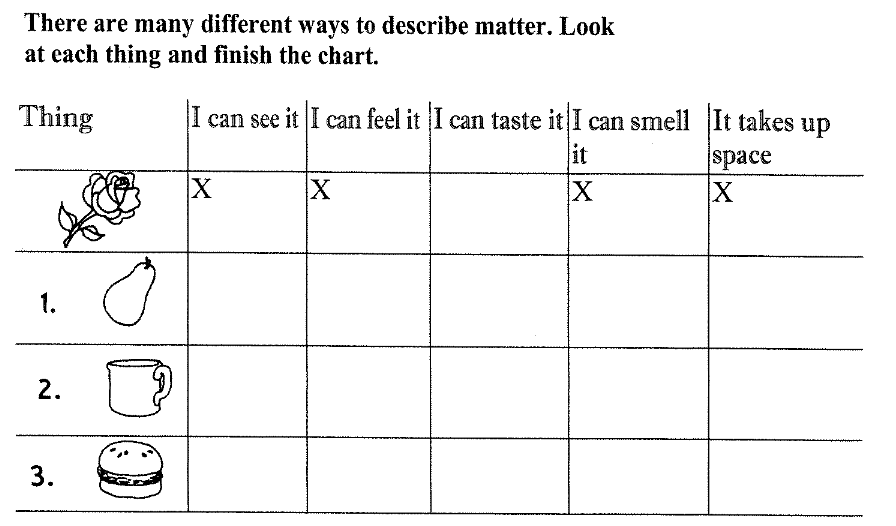 There are many different ways to describe matter. Look
at each thing and finish the chart.
Thing
I can see it
I can feel it
I can taste it
I can smell
it
It takes up
space
X
X
X
X
1.
2.
3.